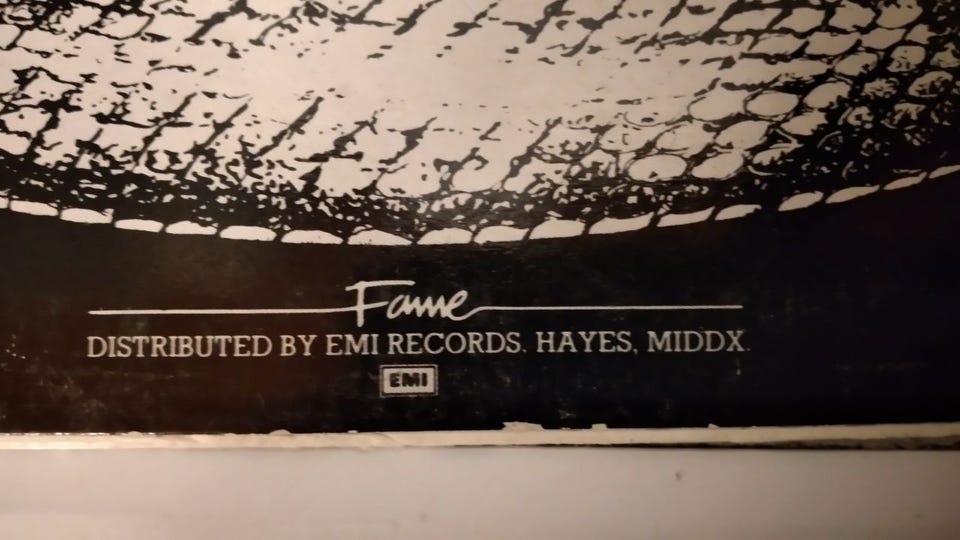 Fame
DISTRIBUTED BY EMI RECORDS. HAYES, MIDDX.
EMI